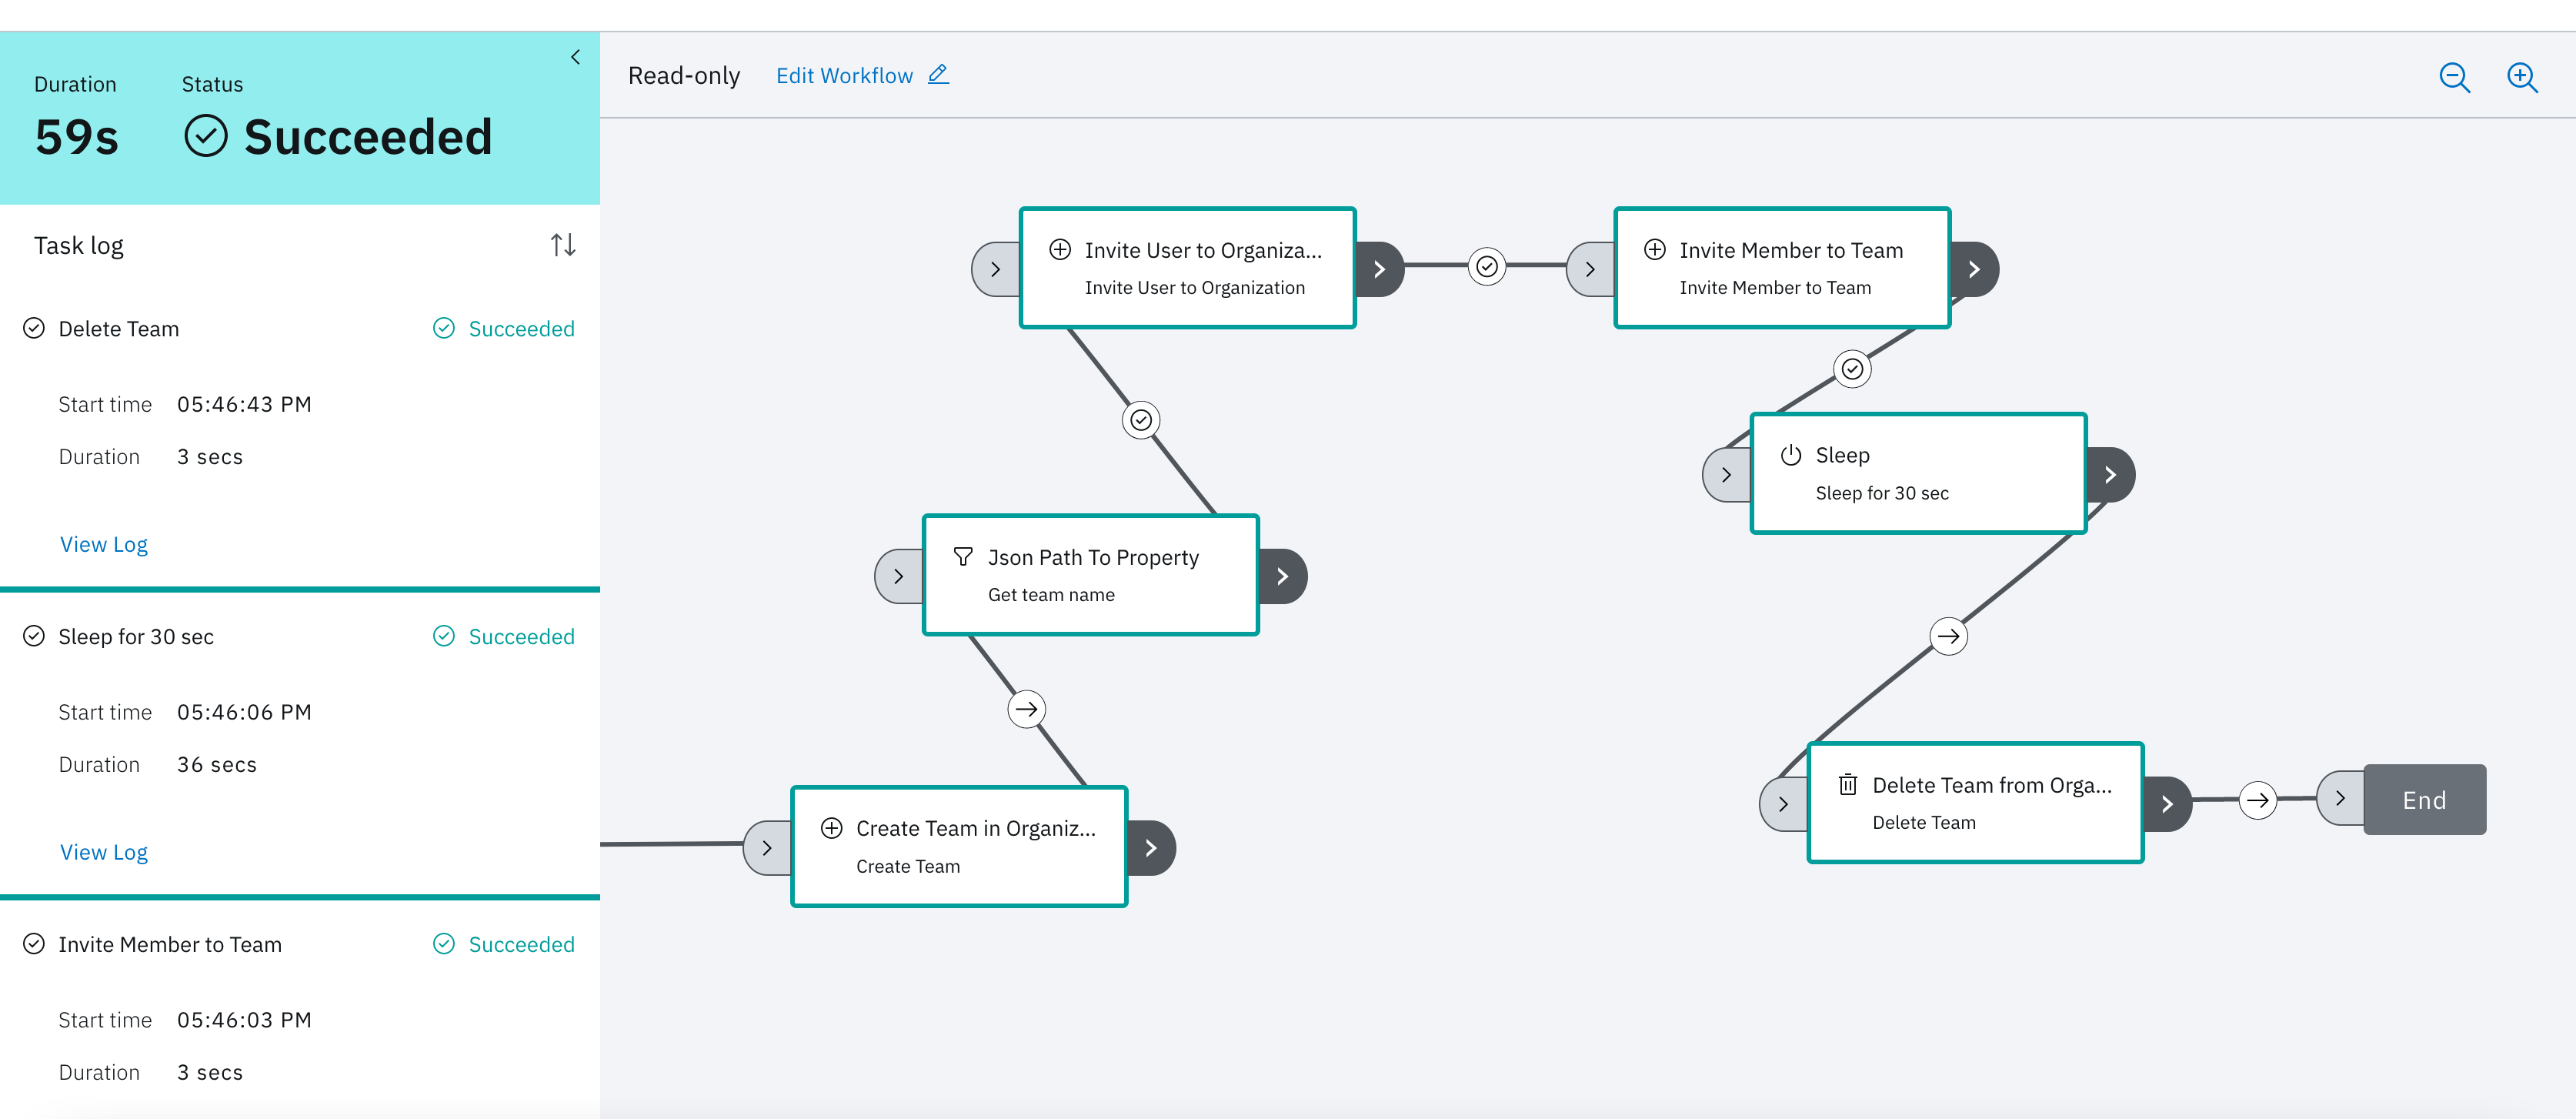 Duration
Status
59s
Succeeded
Task log
Delete Team
Succeeded
Start time 05:46:43 PM
Duration 3 secs
View Log
Sleep for 30 sec
Succeeded
Start time 05:46:06 PM
Duration 36 secs
View Log
Invite Member to Team
Succeeded
Start time 05:46:03 PM
Duration 3 secs
Read-only
Edit Workflow
Invite User to Organiza...
Invite User to Organization
Invite Member to Team
Invite Member to Team
Sleep
Sleep for 30 sec
Json Path To Property
Get team name
Create Team in Organiz...
Create Team
Delete Team from Orga...
Delete Team
End